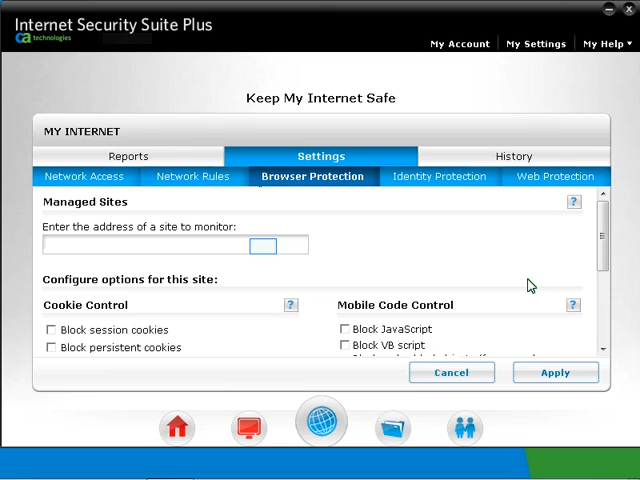 Internet Security Suite Plus
ca technologies
My Account My Settings My Help
Keep My Internet Safe
MY INTERNET
Reports Settings History
Network Access Network Rules Browser Protection Identity Protection Web Protection
Managed Sites ?
Enter the address of a site to monitor:
Configure options for this site:
Cookie Control ? Mobile Code Control ?
Block session cookies Block JavaScript
Block persistent cookies Block VB script
Cancel Apply